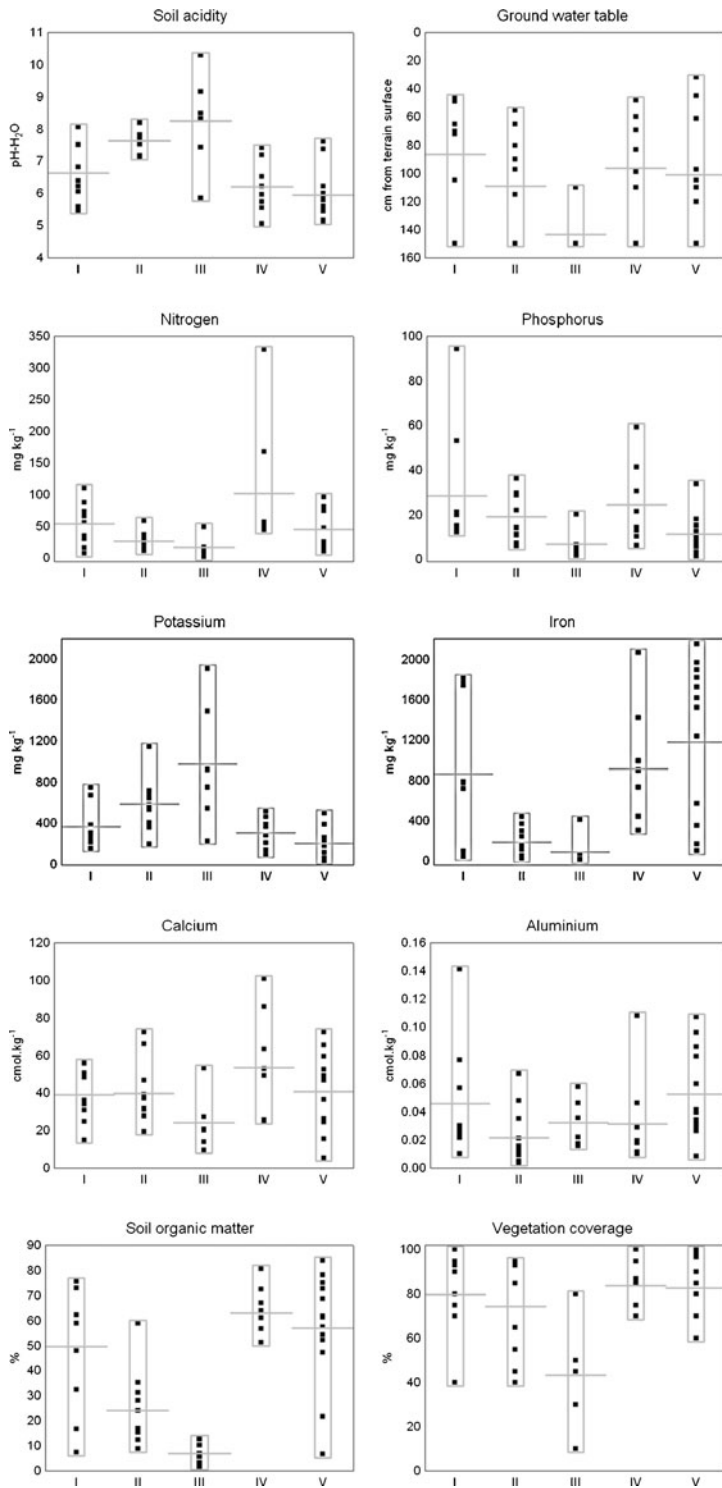 Soil acidity
11
10
9
8
7
6
5
4
pH-H₂O
I II III IV V
Ground water table
0
20
40
60
80
100
120
140
160
cm from terrain surface
I II III IV V
Nitrogen
350
300
250
200
150
100
50
0
mg kg⁻¹
I II III IV V
Phosphorus
100
80
60
40
20
0
mg kg⁻¹
I II III IV V
Potassium
2000
1600
1200
800
400
0
mg kg⁻¹
I II III IV V
Iron
2000
1600
1200
800
400
0
mg kg⁻¹
I II III IV V
Calcium
120
100
80
60
40
20
0
cmol.kg⁻¹
I II III IV V
Aluminium
0.16
0.14
0.12
0.10
0.08
0.06
0.04
0.02
0.00
cmol.kg⁻¹
I II III IV V
Soil organic matter
90
80
70
60
50
40
30
20
10
0
%
I II III IV V
Vegetation coverage
100
80
60
40
20
0
%
I II III IV V